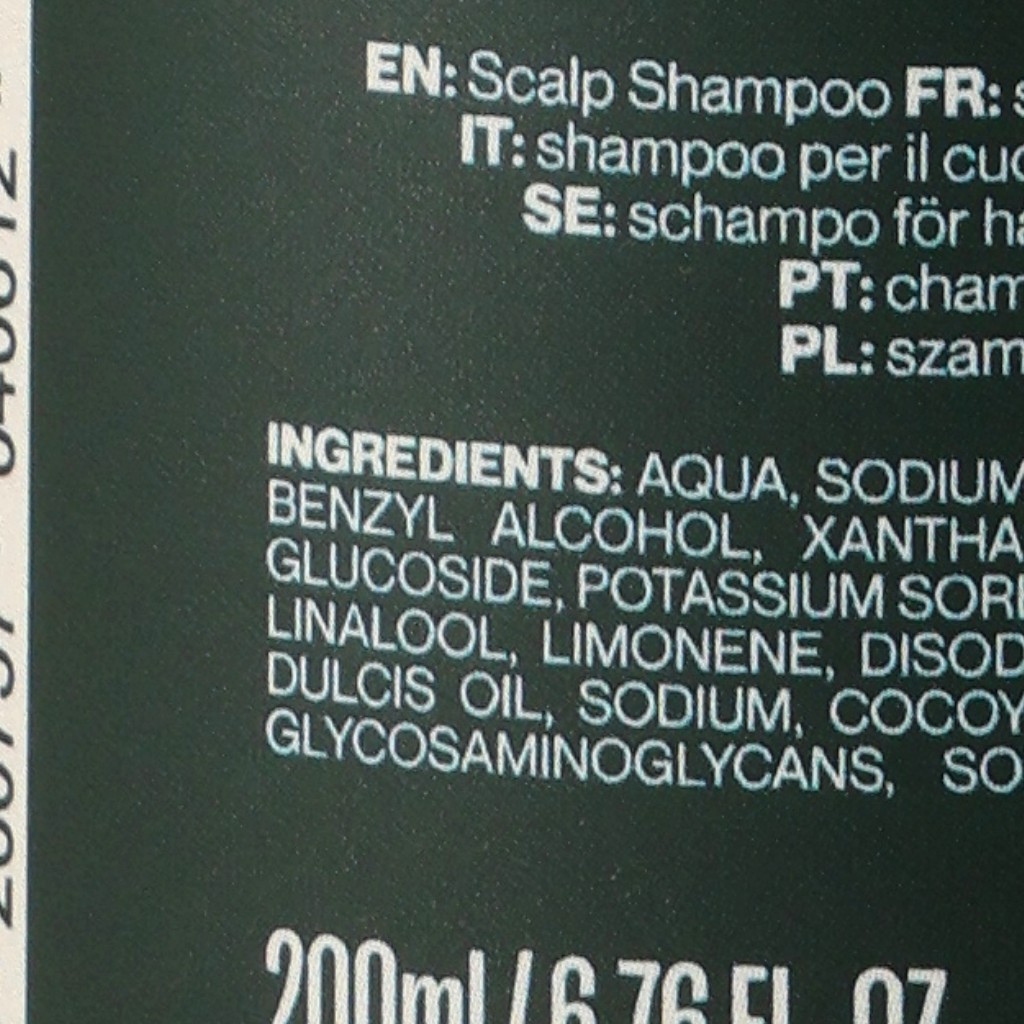 EN: Scalp Shampoo FR:
IT: shampoo per il
SE: schampo för
PT:
PL:
INGREDIENTS: AQUA, SODIUM
BENZYL ALCOHOL,
GLUCOSIDE, POTASSIUM
LINALOOL, LIMONENE,
DULCIS OIL, SODIUM,
GLYCOSAMINOGLYCANS,
200ml / 6.76 FL. OZ.